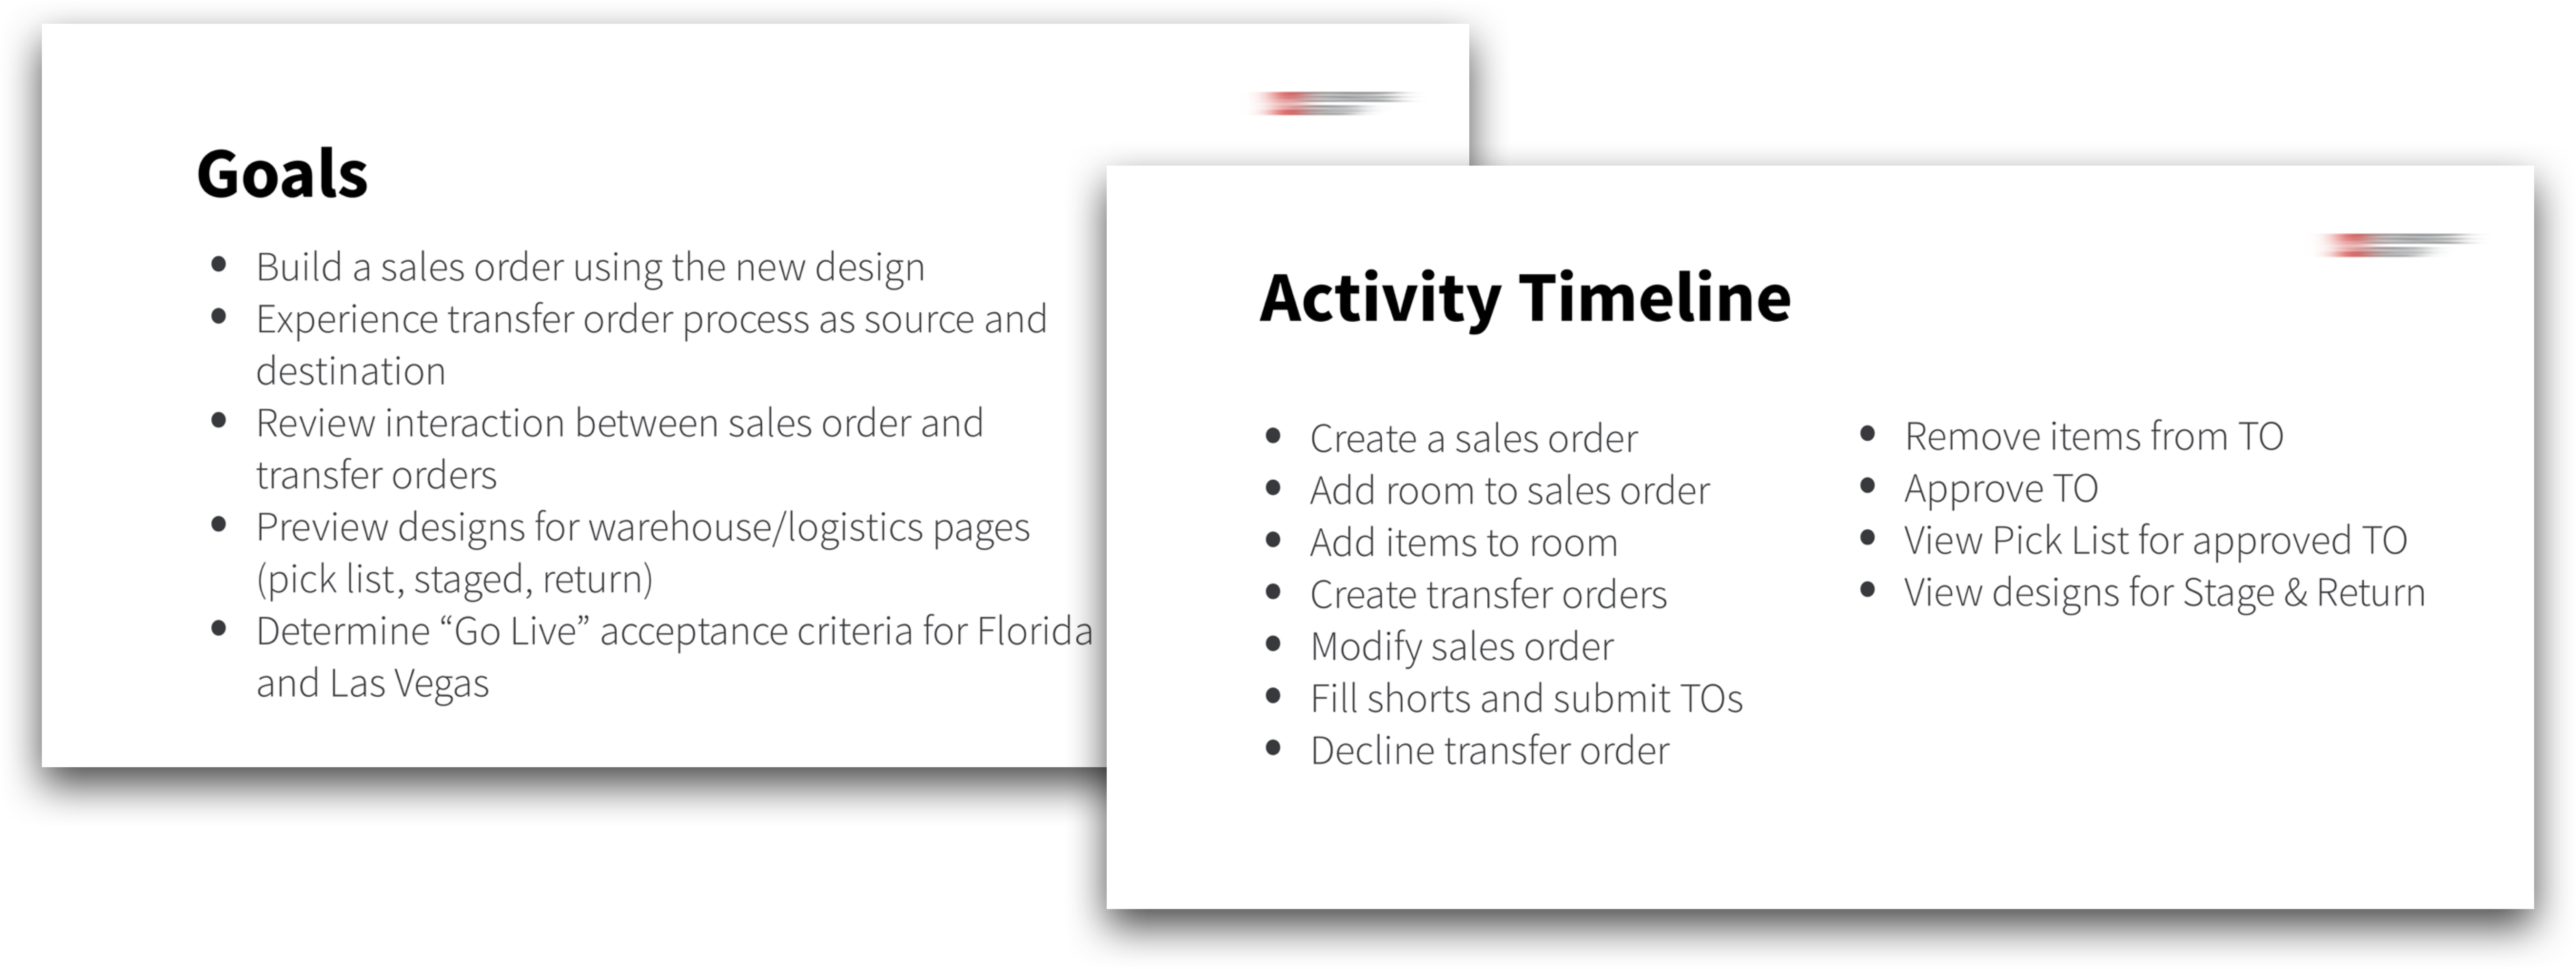 Goals
• Build a sales order using the new design
• Experience transfer order process as source and
destination
• Review interaction between sales order and
transfer orders
• Preview designs for warehouse/logistics pages
(pick list, staged, return)
• Determine “Go Live” acceptance criteria for Florida
and Las Vegas
Activity Timeline
• Create a sales order
• Add room to sales order
• Add items to room
• Create transfer orders
• Modify sales order
• Fill shorts and submit TOs
• Decline transfer order
• Remove items from TO
• Approve TO
• View Pick List for approved TO
• View designs for Stage & Return